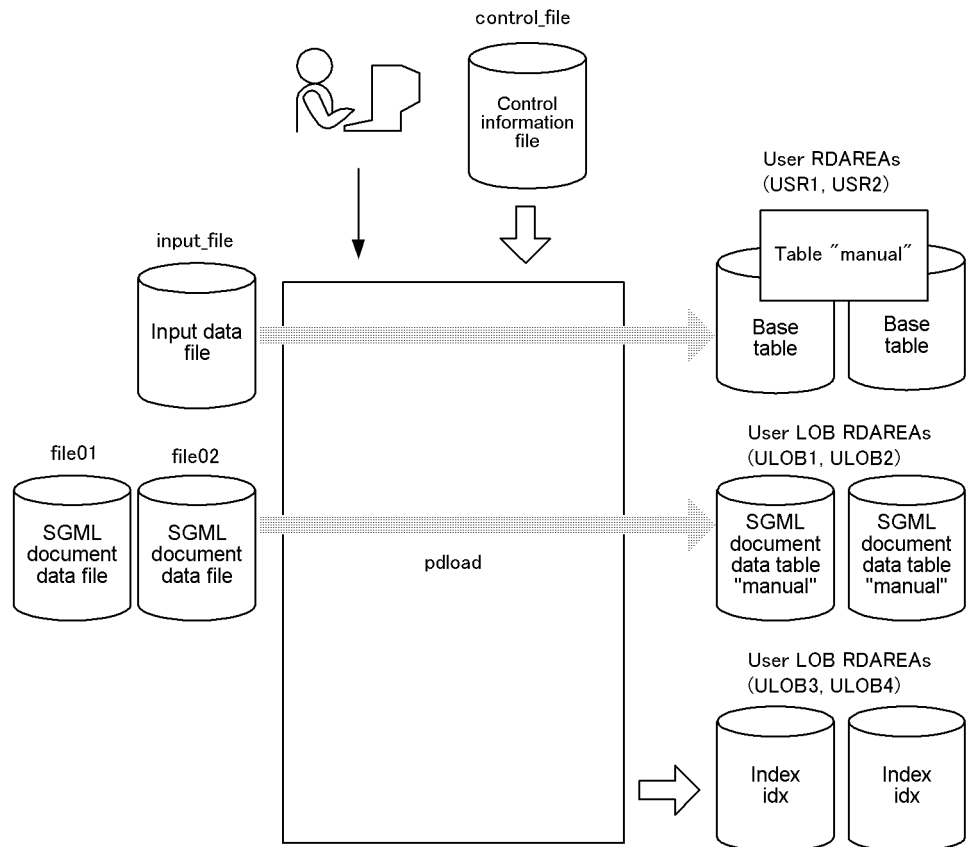 control_file
Control
information
file
User RDAREAs
(USR1, USR2)
Table "manual"
input_file
Input data
file
Base
table
Base
table
file01
file02
SGML
document
data file
SGML
document
data file
pdload
User LOB RDAREAs
(ULOB1, ULOB2)
SGML
document
data table
"manual"
SGML
document
data table
"manual"
User LOB RDAREAs
(ULOB3, ULOB4)
Index
idx
Index
idx